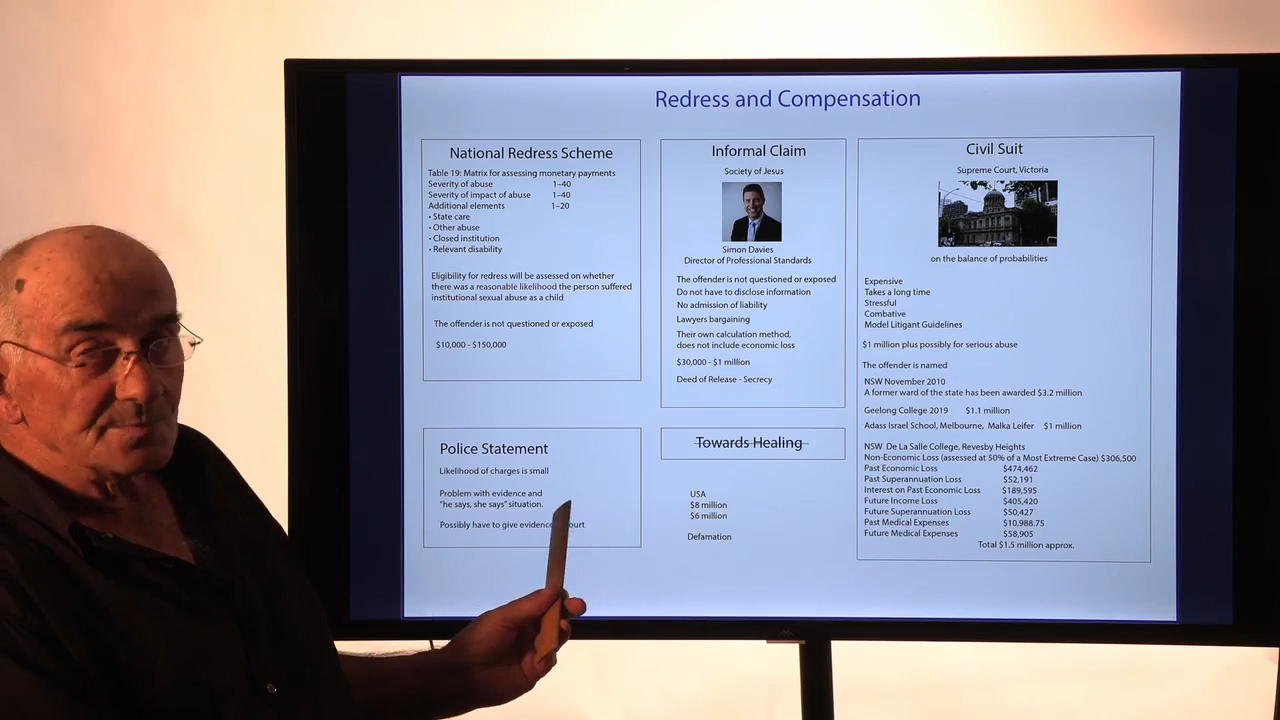 Redress and Compensation
National Redress Scheme
Table 19: Matrix for assessing monetary payments
Severity of abuse 1–40
Severity of impact of abuse 1–40
Additional elements 1–20
• State care
• Other abuse
• Closed institution
• Relevant disability
Eligibility for redress will be assessed on whether
there was a reasonable likelihood the person suffered
institutional sexual abuse as a child
The offender is not questioned or exposed
$10,000 - $150,000
Police Statement
Likelihood of charges is small
Problem with evidence and
“he says, she says” situation.
Possibly have to give evidence court
Informal Claim
Society of Jesus
Simon Davies
Director of Professional Standards
The offender is not questioned or exposed
Do not have to disclose information
No admission of liability
Lawyers bargaining
Their own calculation method,
does not include economic loss
$30,000 - $1 million
Deed of Release - Secrecy
Towards Healing
USA
$8 million
$6 million
Defamation
Civil Suit
Supreme Court, Victoria
on the balance of probabilities
Expensive
Takes a long time
Stressful
Combative
Model Litigant Guidelines
$1 million plus possibly for serious abuse
The offender is named
NSW November 2010
A former ward of the state has been awarded $3.2 million
Geelong College 2019 $1.1 million
Adass Israel School, Melbourne, Malka Leifer $1 million
NSW De La Salle College, Revesby Heights
Non-Economic Loss (assessed at 50% of a Most Extreme Case) $306,500
Past Economic Loss $474,462
Past Superannuation Loss $52,191
Interest on Past Economic Loss $189,595
Future Income Loss $405,420
Future Superannuation Loss $50,427
Past Medical Expenses $10,988.75
Future Medical Expenses $58,905
Total $1.5 million approx.